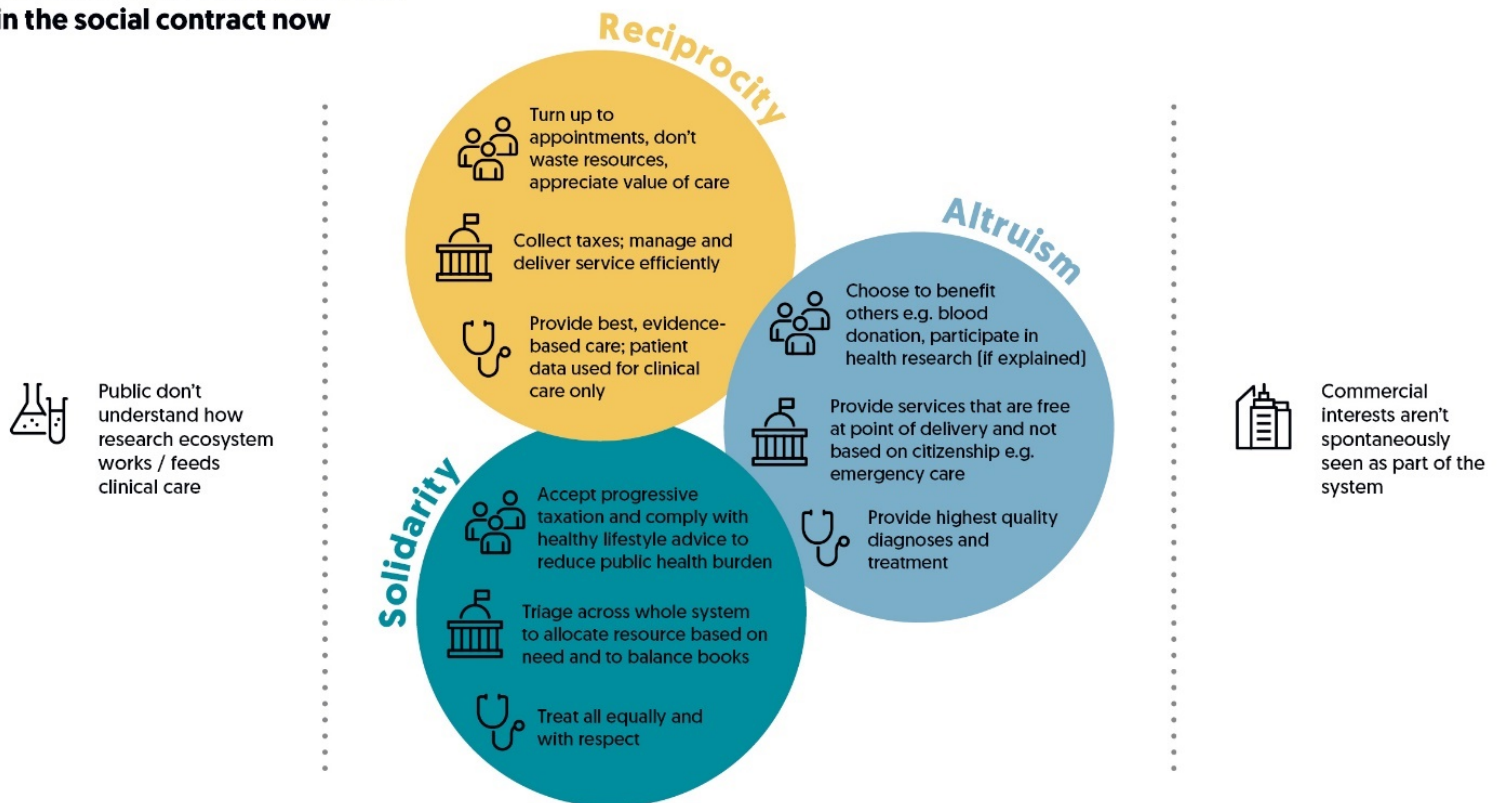 in the social contract now
Reciprocity
Turn up to
appointments, don't
waste resources,
appreciate value of care
Collect taxes; manage and
deliver service efficiently
Provide best, evidence-
based care; patient
data used for clinical
care only
Altruism
Choose to benefit
others e.g. blood
donation, participate in
health research (if explained)
Provide services that are free
at point of delivery and not
based on citizenship e.g.
emergency care
Provide highest quality
diagnoses and
treatment
Solidarity
Accept progressive
taxation and comply with
healthy lifestyle advice to
reduce public health burden
Triage across whole system
to allocate resource based on
need and to balance books
Treat all equally and
with respect
Public don't
understand how
research ecosystem
works / feeds
clinical care
Commercial
interests aren't
spontaneously
seen as part of the
system